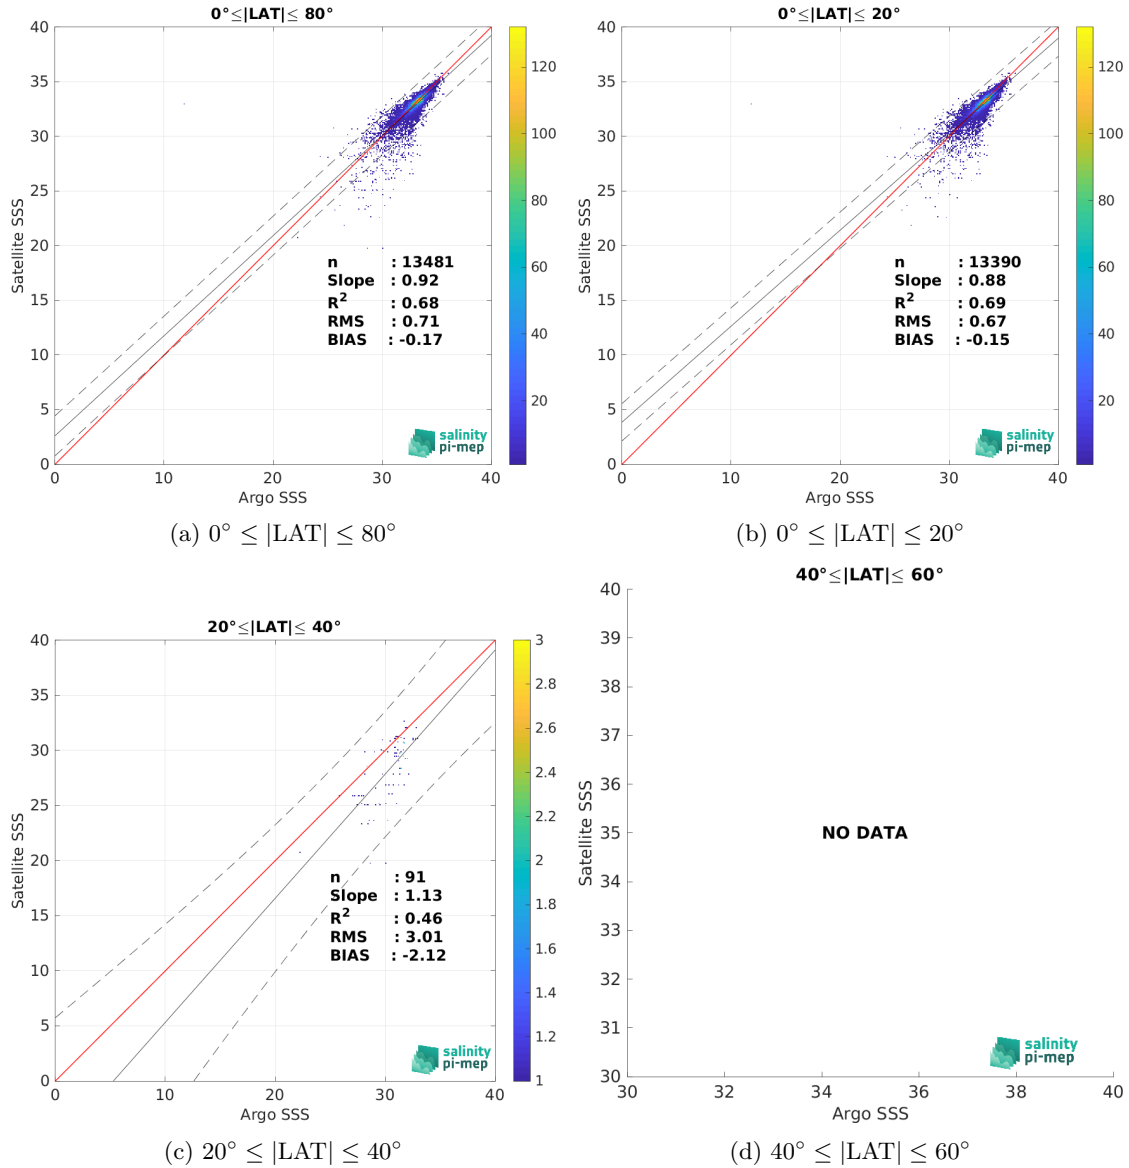 0°≤|LAT|≤ 80°
40
35
30
25
20
15
10
5
0
0
10
20
30
40
Satellite SSS
Argo SSS
n : 13481
Slope : 0.92
R² : 0.68
RMS : 0.71
BIAS : -0.17
salinity
pi-mep
120
100
80
60
40
20
(a) 0° ≤ |LAT| ≤ 80°
0°≤|LAT|≤ 20°
40
35
30
25
20
15
10
5
0
0
10
20
30
40
Satellite SSS
Argo SSS
n : 13390
Slope : 0.88
R² : 0.69
RMS : 0.67
BIAS : -0.15
salinity
pi-mep
120
100
80
60
40
20
(b) 0° ≤ |LAT| ≤ 20°
20°≤|LAT|≤ 40°
40
35
30
25
20
15
10
5
0
0
10
20
30
40
Satellite SSS
Argo SSS
n : 91
Slope : 1.13
R² : 0.46
RMS : 3.01
BIAS : -2.12
salinity
pi-mep
3
2.8
2.6
2.4
2.2
2
1.8
1.6
1.4
1.2
1
(c) 20° ≤ |LAT| ≤ 40°
40°≤|LAT|≤ 60°
40
39
38
37
36
35
34
33
32
31
30
30
32
34
36
38
40
Satellite SSS
Argo SSS
NO DATA
salinity
pi-mep
(d) 40° ≤ |LAT| ≤ 60°